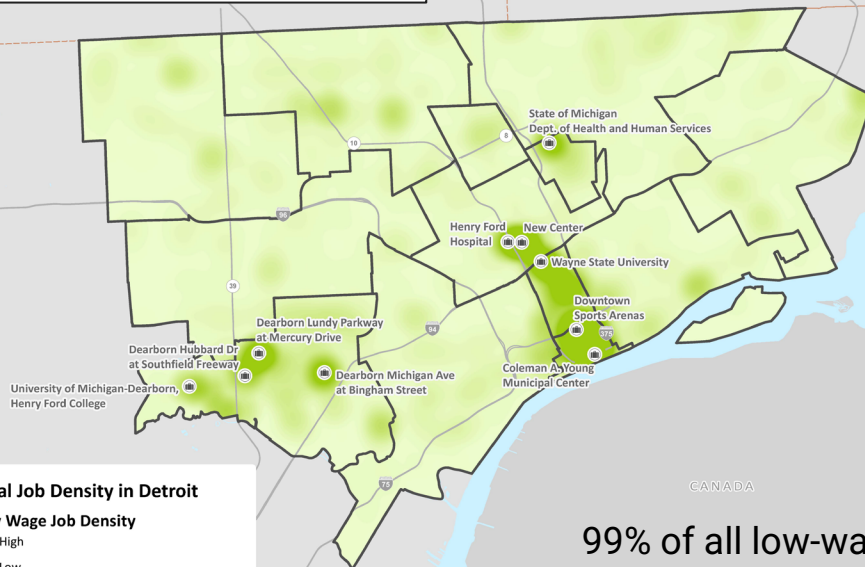 State of Michigan
Dept. of Health and Human Services
8
10
96
Henry Ford
Hospital
New Center
Wayne State University
39
Downtown
Sports Arenas
Dearborn Lundy Parkway
at Mercury Drive
94
375
Dearborn Hubbard Dr
at Southfield Freeway
Dearborn Michigan Ave
at Bingham Street
Coleman A. Young
Municipal Center
University of Michigan-Dearborn,
Henry Ford College
75
CANADA
Job Density in Detroit
Wage Job Density
High
Low
99% of all